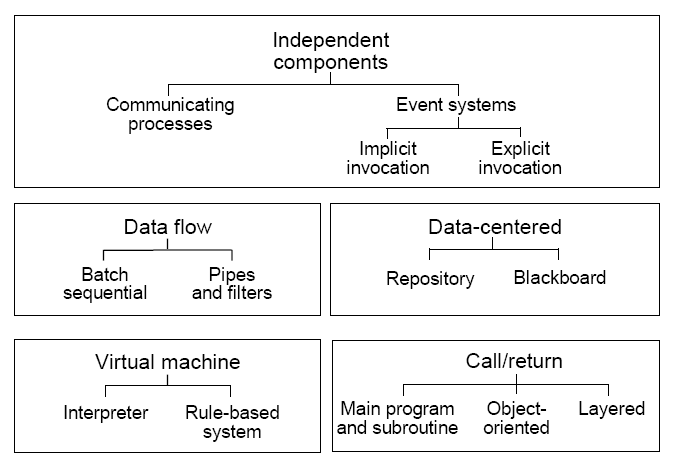 Independent
components
Communicating
processes
Event systems
Implicit
invocation
Explicit
invocation
Data flow
Batch
sequential
Pipes
and filters
Data-centered
Repository
Blackboard
Virtual machine
Interpreter
Rule-based
system
Call/return
Main program
and subroutine
Object-
oriented
Layered